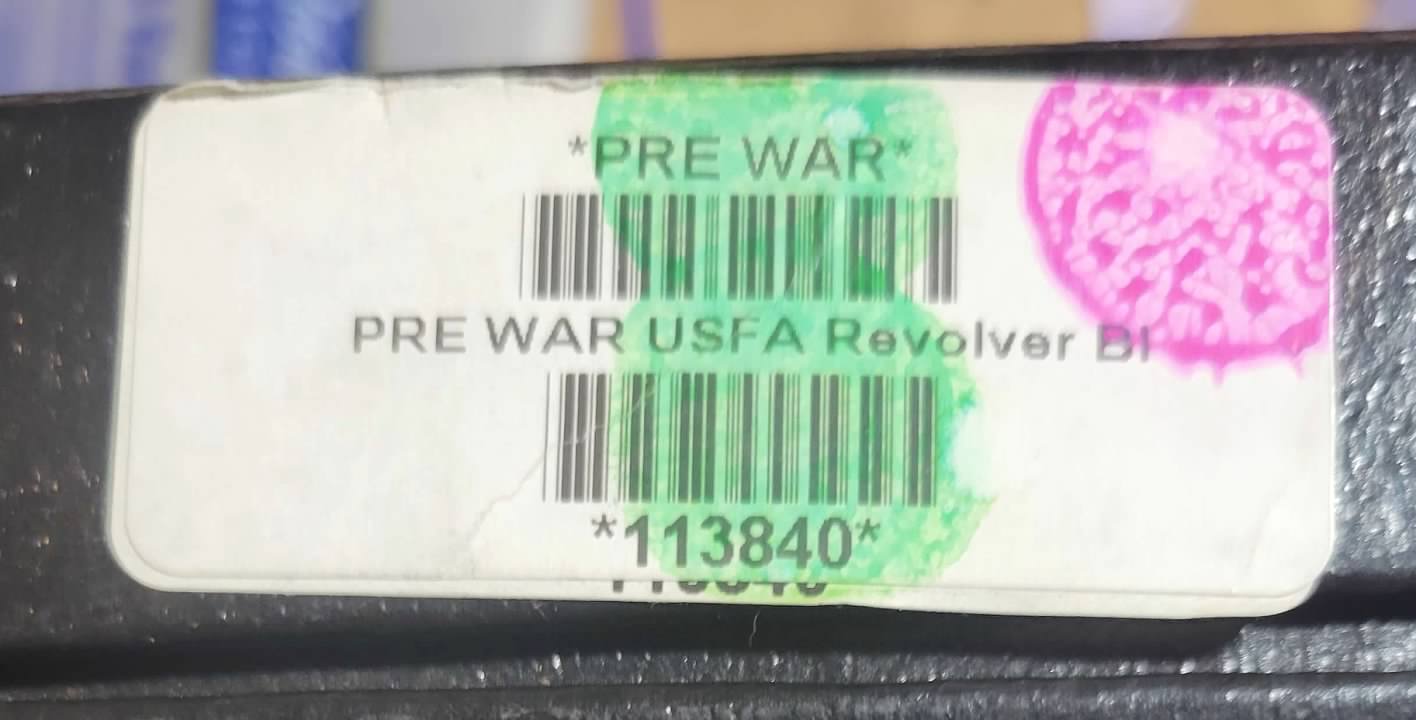 *PRE WAR*
PRE WAR USFA Revolver Bl
*113840*